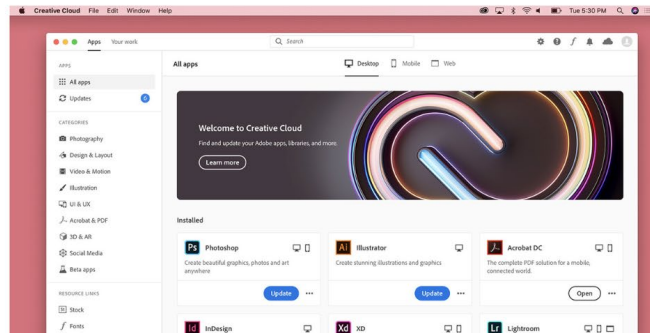 Creative Cloud File Edit Window Help Tue 5:30 PM
Apps Your work Search
APPS
All apps
Updates 6
CATEGORIES
Photography
Design & Layout
Video & Motion
Illustration
UI & UX
Acrobat & PDF
3D & AR
Social Media
Beta apps
RESOURCE LINKS
St Stock
f Fonts
All apps Desktop Mobile Web
Welcome to Creative Cloud
Find and update your Adobe apps, libraries, and more.
Learn more
Installed
Ps Photoshop
Create beautiful graphics, photos and art
anywhere
Update
Ai Illustrator
Create stunning illustrations and graphics
Update
Acrobat DC
The complete PDF solution for a mobile,
connected world.
Open
Id InDesign
Xd XD
Lr Lightroom